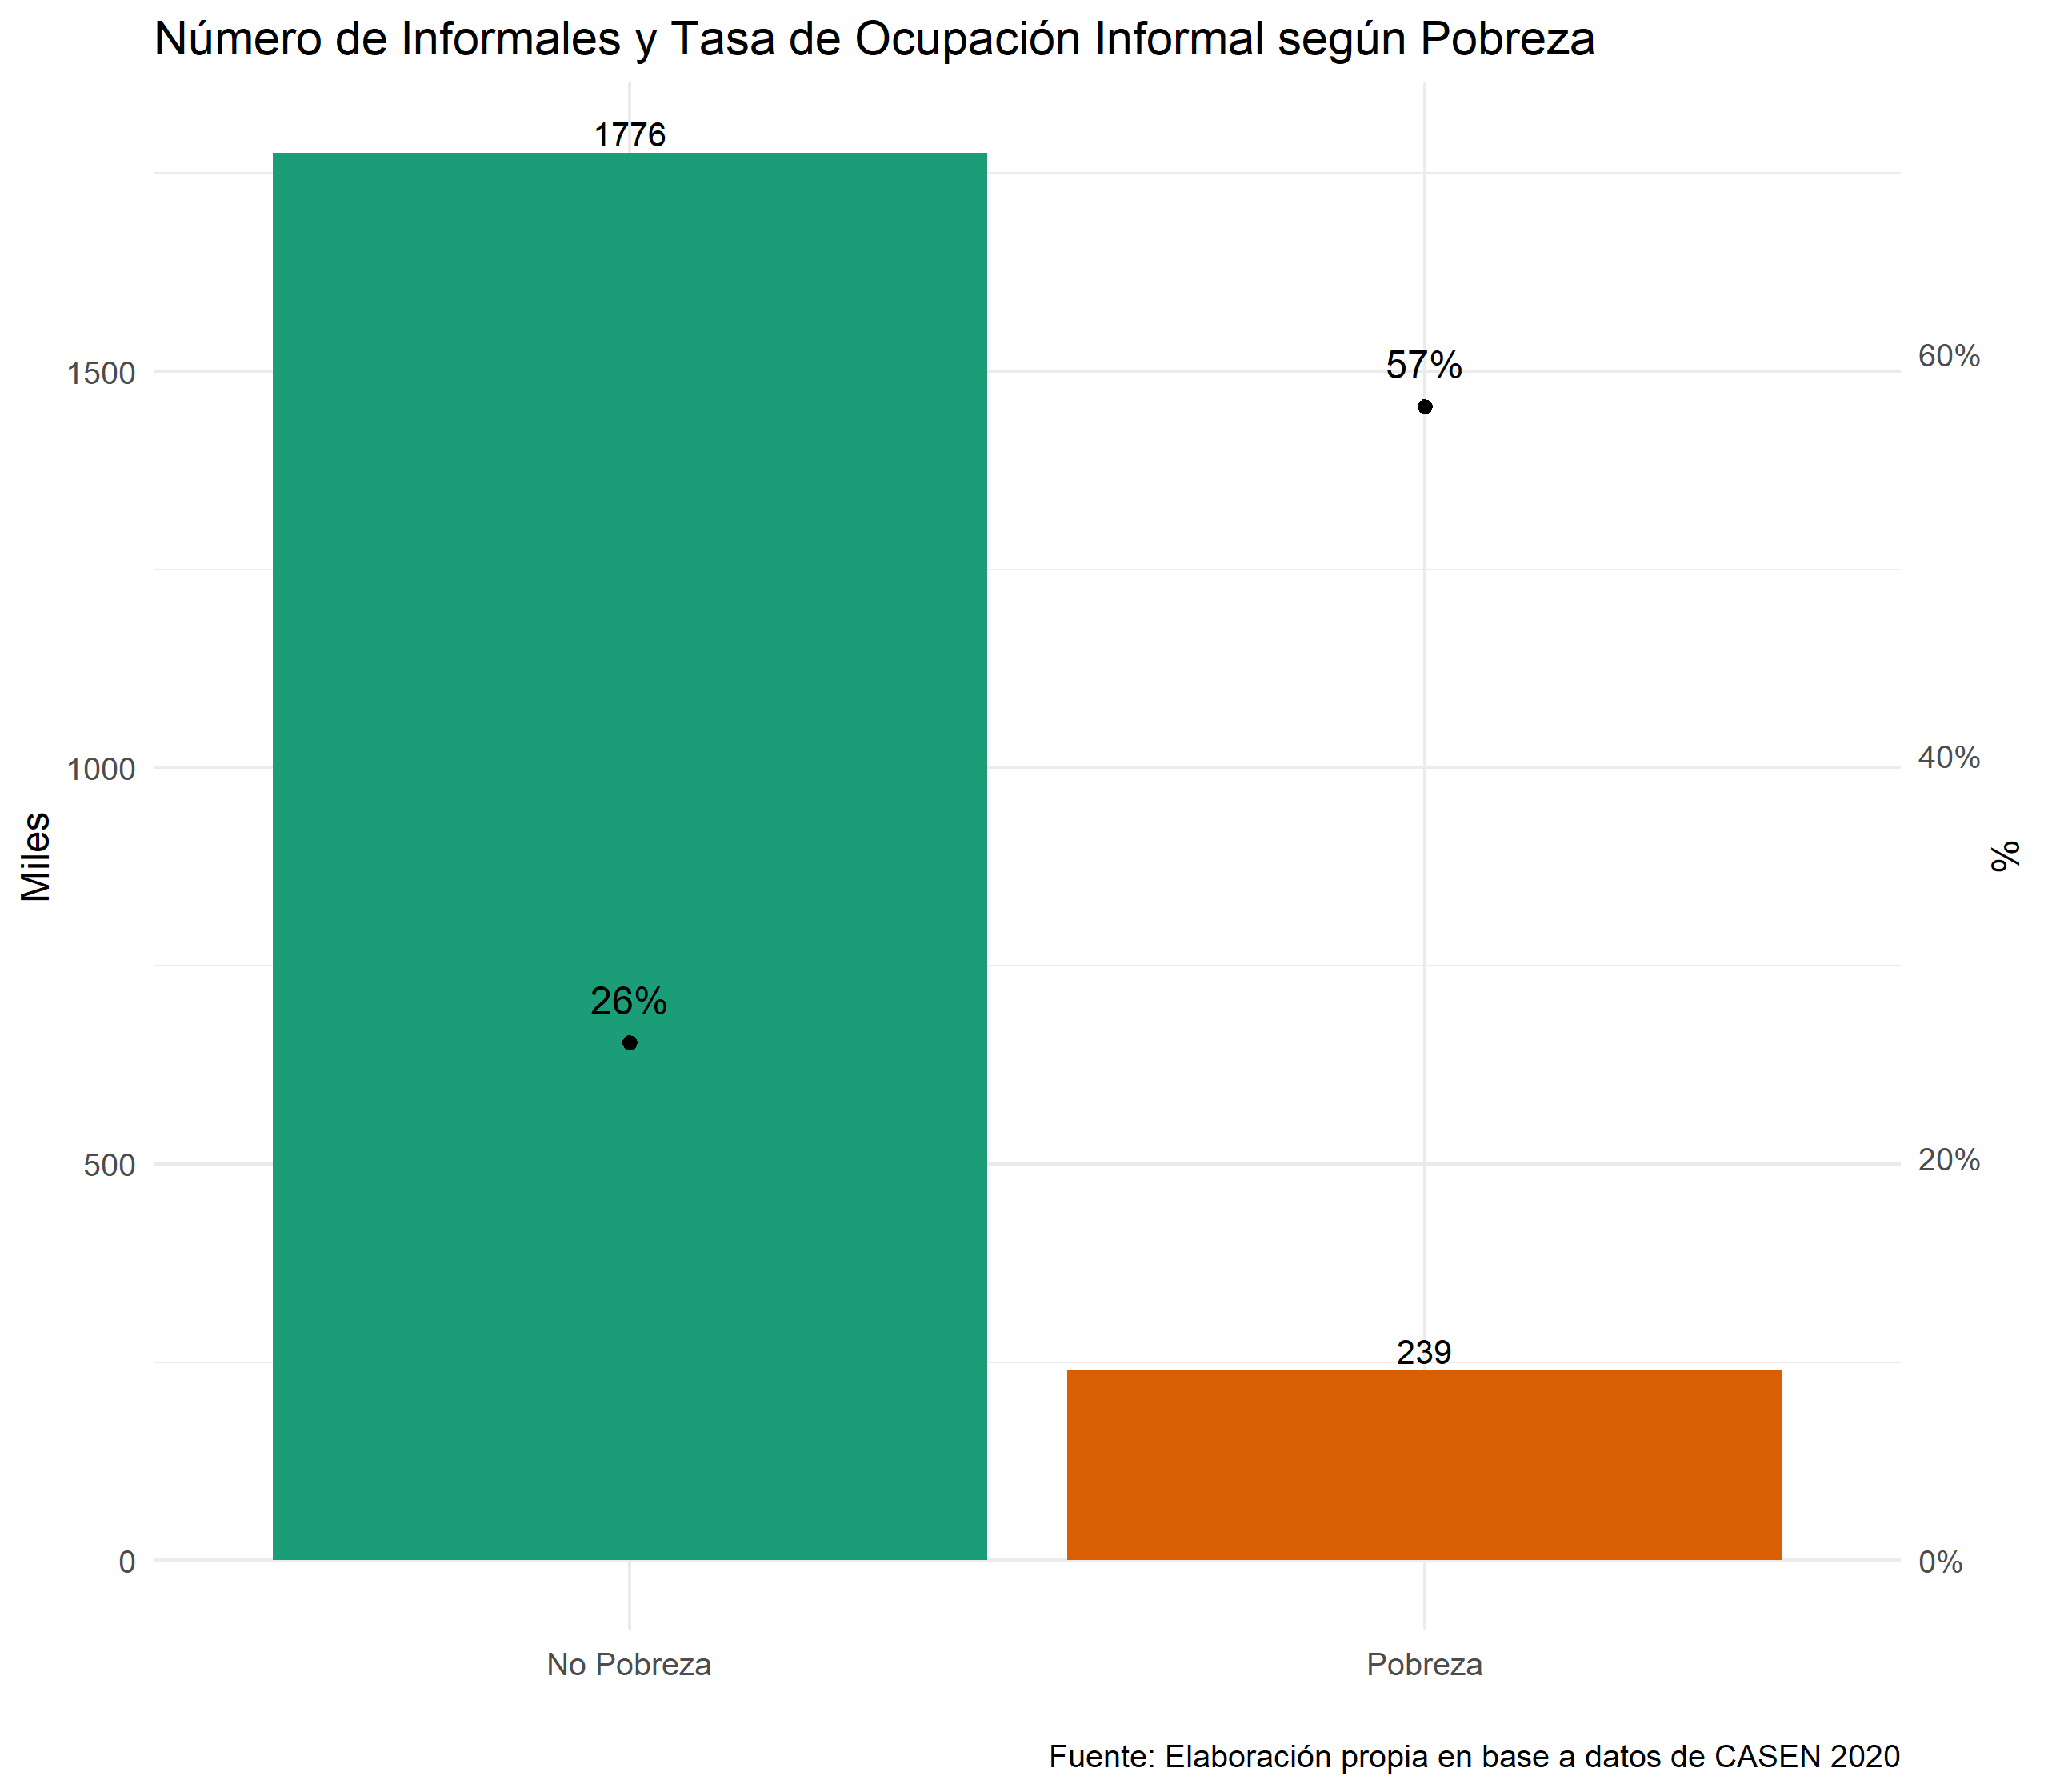 Número de Informales y Tasa de Ocupación Informal según Pobreza
1776
1500
57%
60%
1000
40%
Miles
%
26%
500
20%
239
0
0%
No Pobreza
Pobreza
Fuente: Elaboración propia en base a datos de CASEN 2020